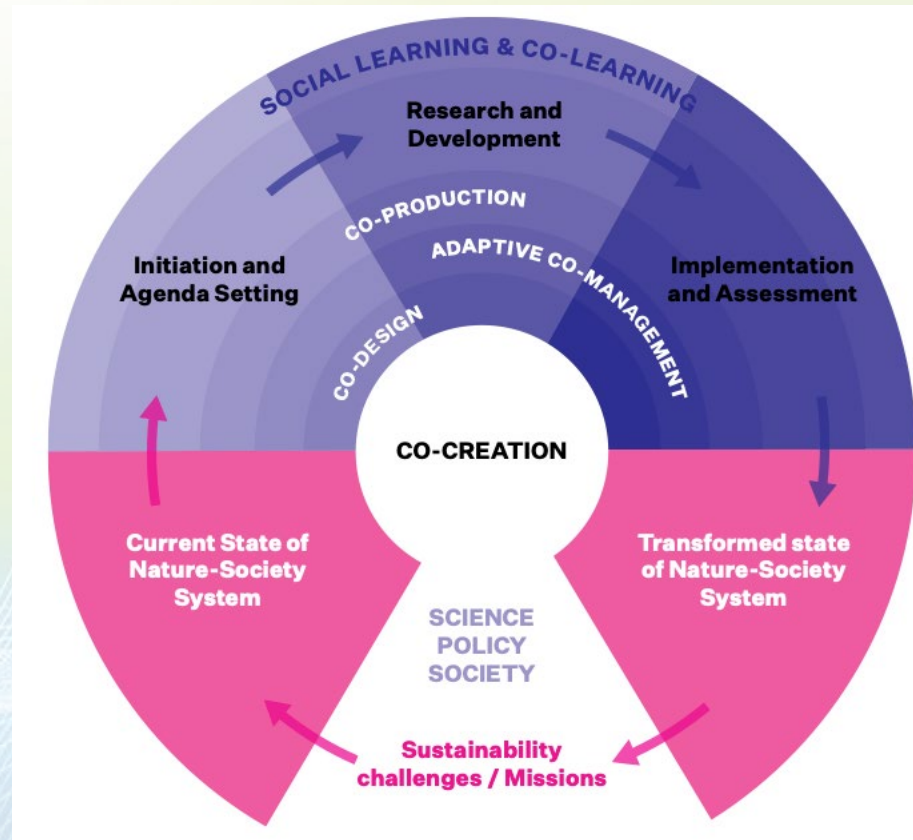 SOCIAL LEARNING & CO-LEARNING
Research and
Development
CO-PRODUCTION
ADAPTIVE CO-MANAGEMENT
CO-DESIGN
Initiation and
Agenda Setting
Implementation
and Assessment
CO-CREATION
Current State of
Nature-Society
System
Transformed state
of Nature-Society
System
SCIENCE
POLICY
SOCIETY
Sustainability
challenges / Missions